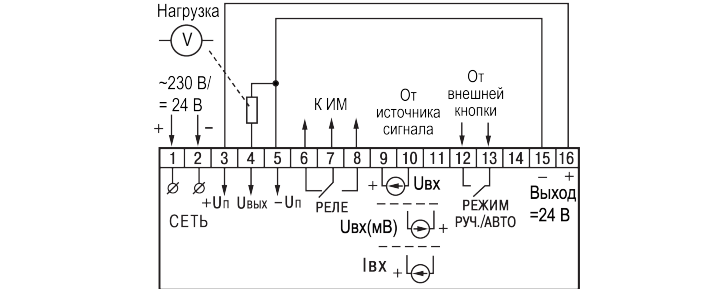 Нагрузка
V
~230 В/
= 24 В
+ −
К ИМ
От
источника
сигнала
От
внешней
кнопки
1 2 3 4 5 6 7 8 9 10 11 12 13 14 15 16
− +
СЕТЬ
+Uп Uвых −Uп
РЕЛЕ
+ Uвх
Uвх(мВ) +
Iвх +
РЕЖИМ
РУЧ./АВТО
Выход
=24 В